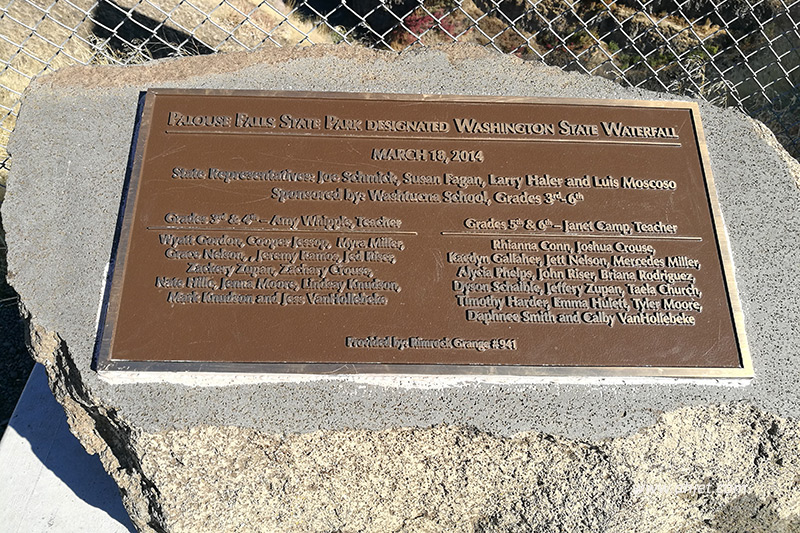 PALOUSE FALLS STATE PARK DESIGNATED WASHINGTON STATE WATERFALL
MARCH 18, 2014
State Representatives: Joe Schmick, Susan Fagan, Larry Haler and Luis Moscoso
Sponsored by: Washtucna School, Grades 3rd-6th
Grades 3rd & 4th – Amy Whipple, Teacher
Wyatt Gordon, Cooper Jessop, Myra Miller,
Grace Nelson, Jeremy Ramos, Jed Riser,
Zackery Zupan, Zachary Crouse,
Nate Hille, Jenna Moore, Lindsay Knudson,
Mark Knudson and Jess VanHollebeke
Grades 5th & 6th – Janet Camp, Teacher
Rhianna Conn, Joshua Crouse,
Kaedyn Gallaher, Jett Nelson, Mercedes Miller,
Alysia Phelps, John Riser, Briana Rodriguez,
Dyson Schaible, Jeffery Zupan, Taela Church,
Timothy Harder, Emma Hulett, Tyler Moore,
Daphnee Smith and Calby VanHollebeke
Provided by: Rimrock Grange #941